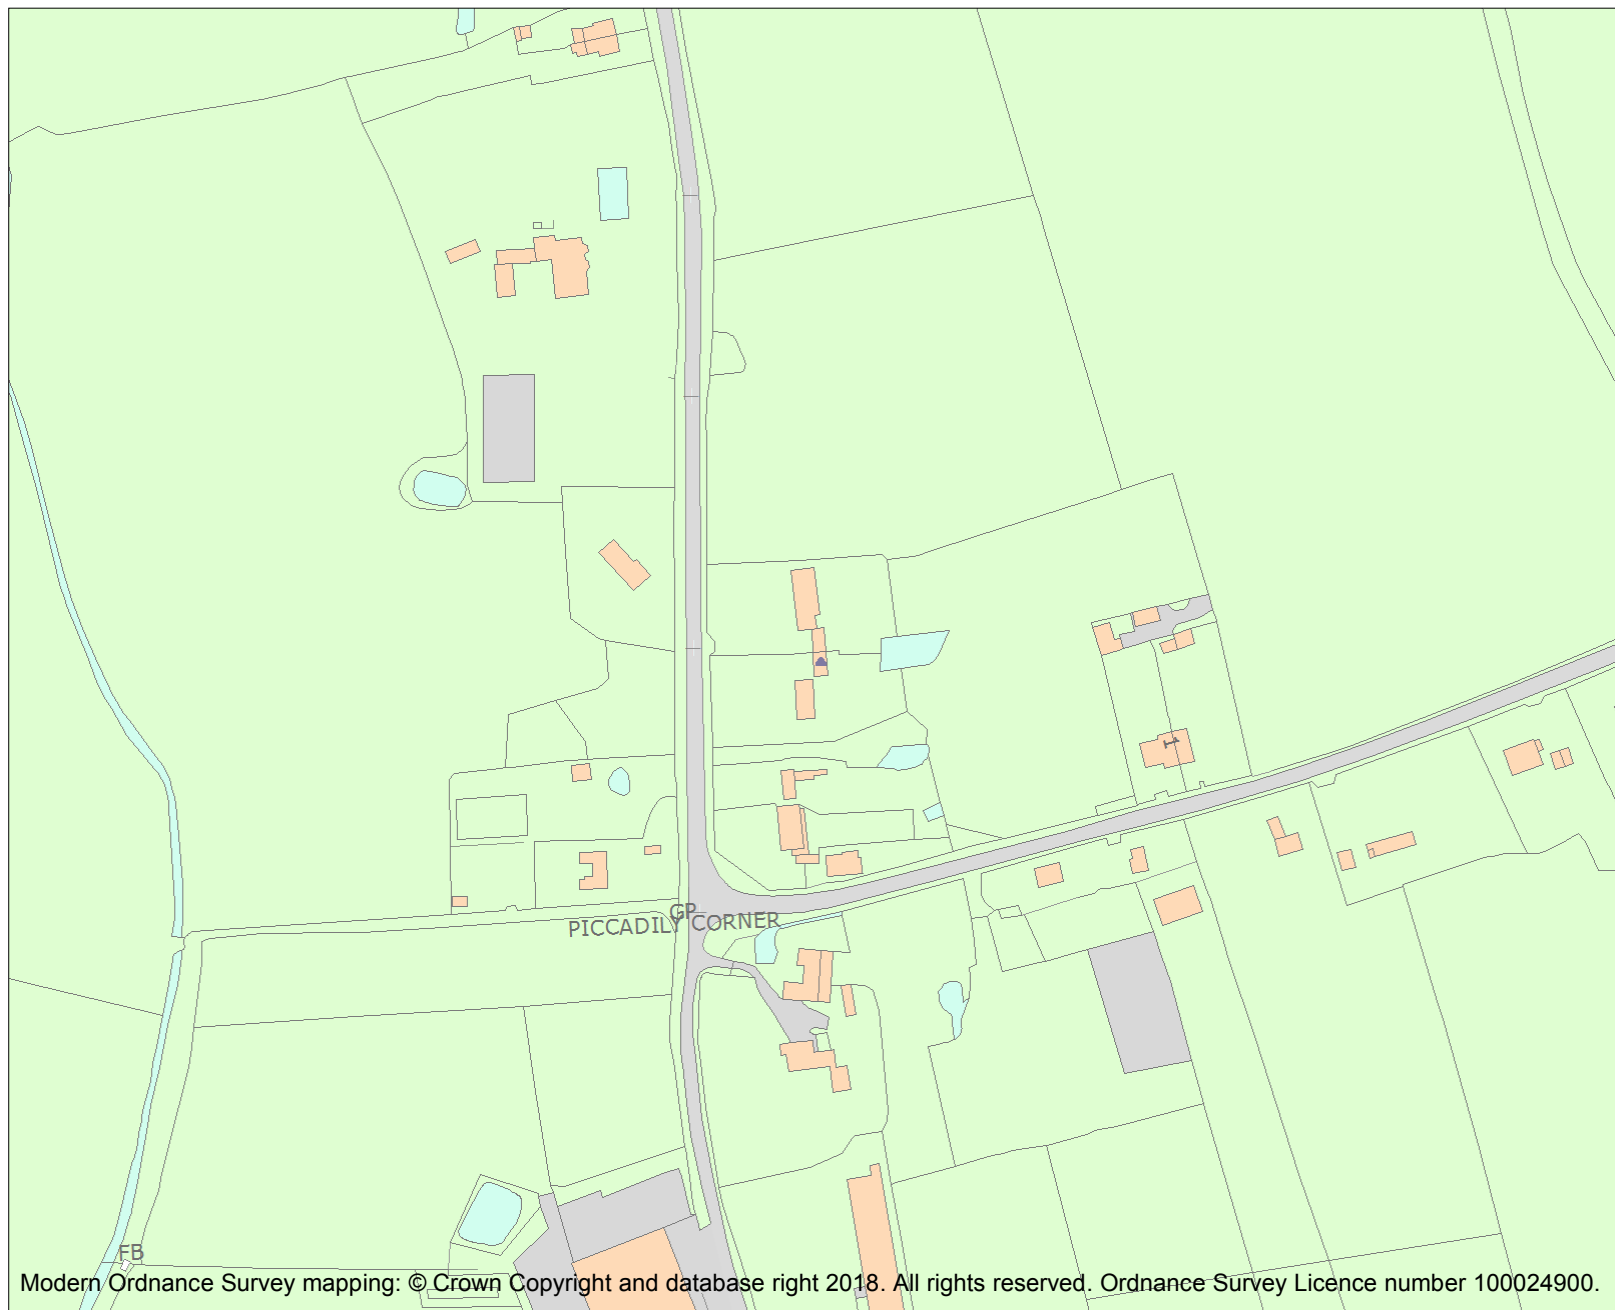 1
GP
PICCADILY CORNER
FB
Modern Ordnance Survey mapping: © Crown Copyright and database right 2018. All rights reserved. Ordnance Survey Licence number 100024900.